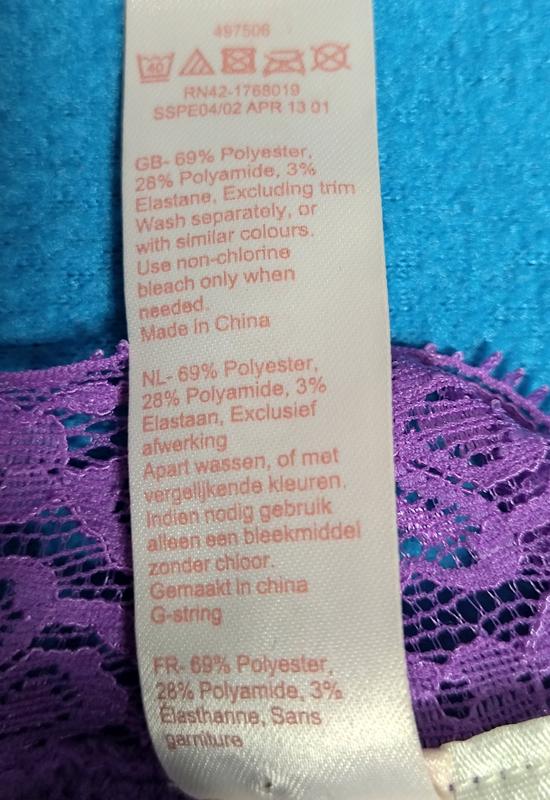 497506
40
RN42-1768019
SSPE04/02 APR 13 01
GB- 69% Polyester,
28% Polyamide, 3%
Elastane, Excluding trim
Wash separately, or
with similar colours.
Use non-chlorine
bleach only when
needed.
Made in China
NL- 69% Polyester,
28% Polyamide, 3%
Elastaan, Exclusief
afwerking
Apart wassen, of met
vergelijkende kleuren.
Indien nodig gebruik
alleen een bleekmiddel
zonder chloor.
Gemaakt in china
G-string
FR- 69% Polyester,
28% Polyamide, 3%
Elasthanne, Sans
garniture